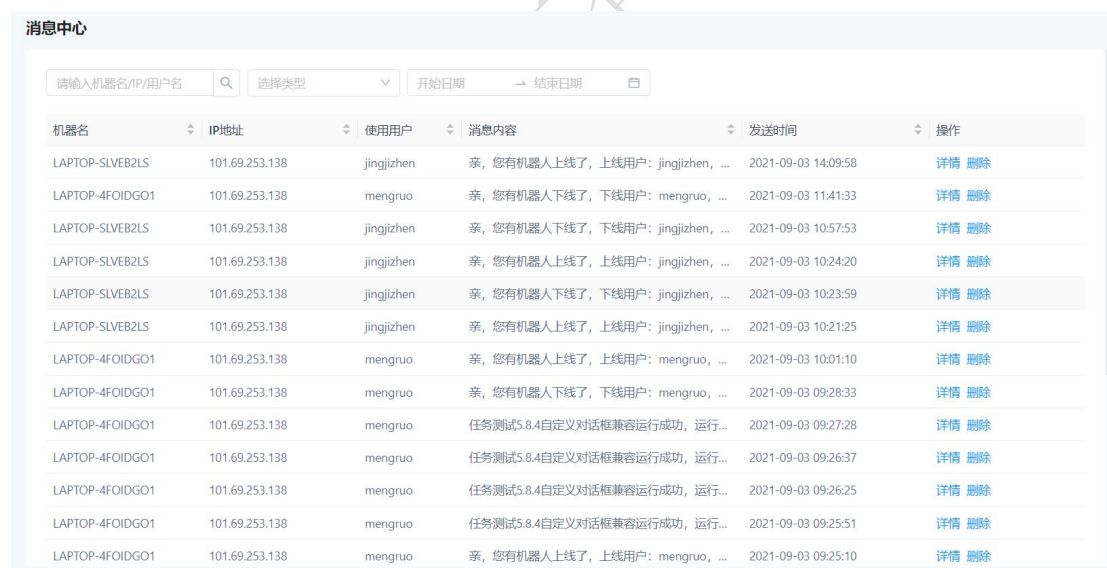 消息中心
请输入机器名/IP/用户名 选择类型 开始日期 → 结束日期
机器名 IP地址 使用用户 消息内容 发送时间 操作
LAPTOP-SLVEB2LS 101.69.253.138 jingjizhen 亲，您有机器人上线了，上线用户：jingjizhen，... 2021-09-03 14:09:58 详情 删除
LAPTOP-4FOIDGO1 101.69.253.138 mengruo 亲，您有机器人下线了，下线用户：mengruo，... 2021-09-03 11:41:33 详情 删除
LAPTOP-SLVEB2LS 101.69.253.138 jingjizhen 亲，您有机器人下线了，下线用户：jingjizhen，... 2021-09-03 10:57:53 详情 删除
LAPTOP-SLVEB2LS 101.69.253.138 jingjizhen 亲，您有机器人上线了，上线用户：jingjizhen，... 2021-09-03 10:24:20 详情 删除
LAPTOP-SLVEB2LS 101.69.253.138 jingjizhen 亲，您有机器人下线了，下线用户：jingjizhen，... 2021-09-03 10:23:59 详情 删除
LAPTOP-SLVEB2LS 101.69.253.138 jingjizhen 亲，您有机器人上线了，上线用户：jingjizhen，... 2021-09-03 10:21:25 详情 删除
LAPTOP-4FOIDGO1 101.69.253.138 mengruo 亲，您有机器人上线了，上线用户：mengruo，... 2021-09-03 10:01:10 详情 删除
LAPTOP-4FOIDGO1 101.69.253.138 mengruo 亲，您有机器人下线了，下线用户：mengruo，... 2021-09-03 09:28:33 详情 删除
LAPTOP-4FOIDGO1 101.69.253.138 mengruo 任务测试5.8.4自定义对话框兼容运行成功，运行... 2021-09-03 09:27:28 详情 删除
LAPTOP-4FOIDGO1 101.69.253.138 mengruo 任务测试5.8.4自定义对话框兼容运行成功，运行... 2021-09-03 09:26:37 详情 删除
LAPTOP-4FOIDGO1 101.69.253.138 mengruo 任务测试5.8.4自定义对话框兼容运行成功，运行... 2021-09-03 09:26:25 详情 删除
LAPTOP-4FOIDGO1 101.69.253.138 mengruo 任务测试5.8.4自定义对话框兼容运行成功，运行... 2021-09-03 09:25:51 详情 删除
LAPTOP-4FOIDGO1 101.69.253.138 mengruo 亲，您有机器人上线了，上线用户：mengruo，... 2021-09-03 09:25:10 详情 删除